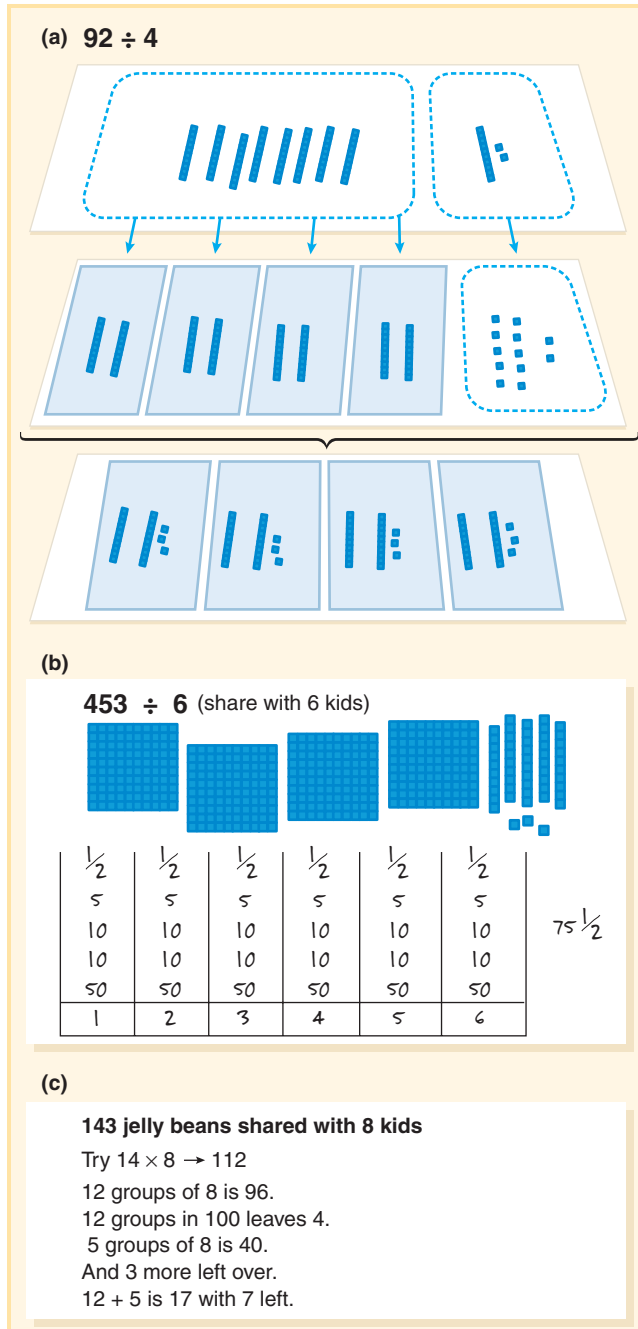 (a) 92 ÷ 4
(b)
453 ÷ 6 (share with 6 kids)
1/2 1/2 1/2 1/2 1/2 1/2
5 5 5 5 5 5
10 10 10 10 10 10 75 1/2
10 10 10 10 10 10
50 50 50 50 50 50
1 2 3 4 5 6
(c)
143 jelly beans shared with 8 kids
Try 14 × 8 → 112
12 groups of 8 is 96.
12 groups in 100 leaves 4.
5 groups of 8 is 40.
And 3 more left over.
12 + 5 is 17 with 7 left.